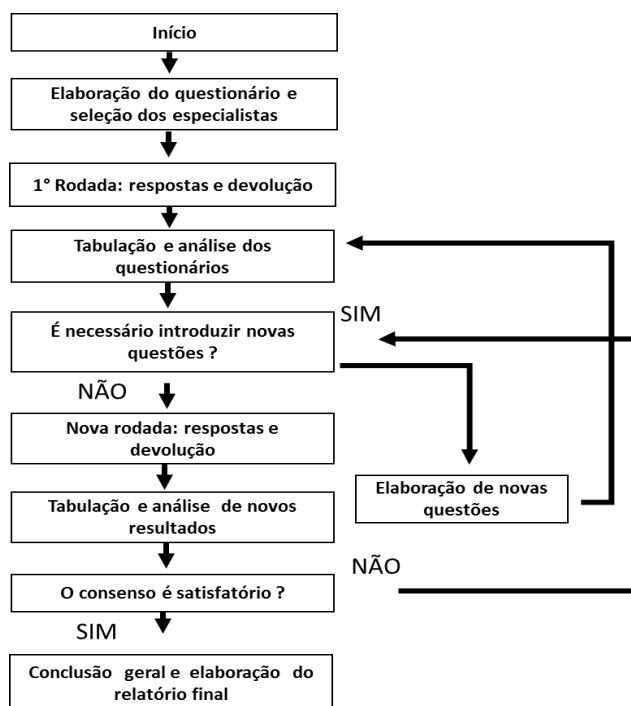 Início
Elaboração do questionário e
seleção dos especialistas
1° Rodada: respostas e devolução
Tabulação e análise dos
questionários
SIM
É necessário introduzir novas
questões ?
NÃO
Nova rodada: respostas e
devolução
Elaboração de novas
questões
Tabulação e análise de novos
resultados
NÃO
O consenso é satisfatório ?
SIM
Conclusão geral e elaboração do
relatório final